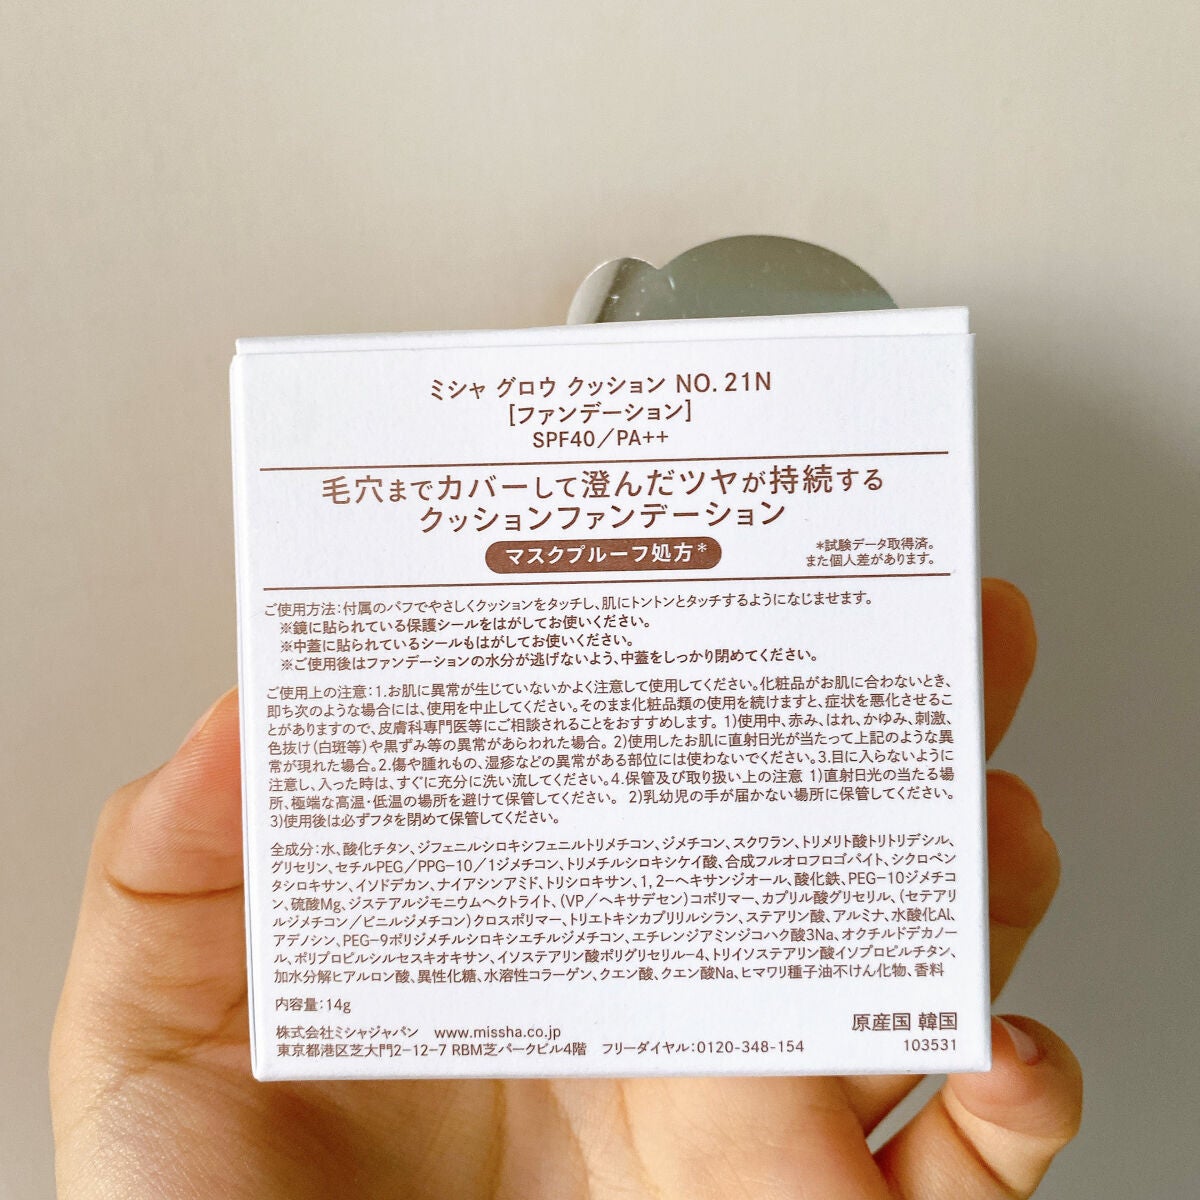 ミシャ グロウ クッション NO. 21N
[ファンデーション]
SPF40／PA++
毛穴までカバーして澄んだツヤが持続する
クッションファンデーション
マスクプルーフ処方*
*試験データ取得済。
また個人差があります。
ご使用方法：付属のパフでやさしくクッションをタッチし、肌にトントンとタッチするようになじませます。
※鏡に貼られている保護シールをはがしてお使いください。
※中蓋に貼られているシールもはがしてお使いください。
※ご使用後はファンデーションの水分が逃げないよう、中蓋をしっかり閉めてください。
ご使用上の注意：1.お肌に異常が生じていないかよく注意して使用してください。化粧品がお肌に合わないとき、
即ち次のような場合には、使用を中止してください。そのまま化粧品類の使用を続けますと、症状を悪化させるこ
とがありますので、皮膚科専門医等にご相談されることをおすすめします。 1)使用中、赤み、はれ、かゆみ、刺激、
色抜け(白斑等)や黒ずみ等の異常があらわれた場合。 2)使用したお肌に直射日光が当たって上記のような異
常が現れた場合。2.傷や腫れもの、湿疹などの異常がある部位には使わないでください。3.目に入らないように
注意し、入った時は、すぐに充分に洗い流してください。4.保管及び取り扱い上の注意 1)直射日光の当たる場
所、極端な高温・低温の場所を避けて保管してください。 2)乳幼児の手が届かない場所に保管してください。
3)使用後は必ずフタを閉めて保管してください。
全成分：水、酸化チタン、ジフェニルシロキシフェニルトリメチコン、ジメチコン、スクワラン、トリメリト酸トリトリデシル、
グリセリン、セチルPEG／PPG-10／1ジメチコン、トリメチルシロキシケイ酸、合成フルオロフロゴパイト、シクロペン
タシロキサン、イソドデカン、ナイアシンアミド、トリシロキサン、1，2-ヘキサンジオール、酸化鉄、PEG-10ジメチコ
ン、硫酸Mg、ジステアルジモニウムヘクトライト、(VP／ヘキサデセン)コポリマー、カプリル酸グリセリル、(セテアリ
ルジメチコン／ビニルジメチコン)クロスポリマー、トリエトキシカプリリルシラン、ステアリン酸、アルミナ、水酸化Al、
アデノシン、PEG-9ポリジメチルシロキシエチルジメチコン、エチレンジアミンジコハク酸3Na、オクチルドデカノー
ル、ポリプロピルシルセスキオキサン、イソステアリン酸ポリグリセリル-4、トリイソステアリン酸イソプロピルチタン、
加水分解ヒアルロン酸、異性化糖、水溶性コラーゲン、クエン酸、クエン酸Na、ヒマワリ種子油不けん化物、香料
内容量：14g
株式会社ミシャジャパン www.missha.co.jp
東京都港区芝大門2-12-7 RBM芝パークビル4階 フリーダイヤル：0120-348-154
原産国 韓国
103531